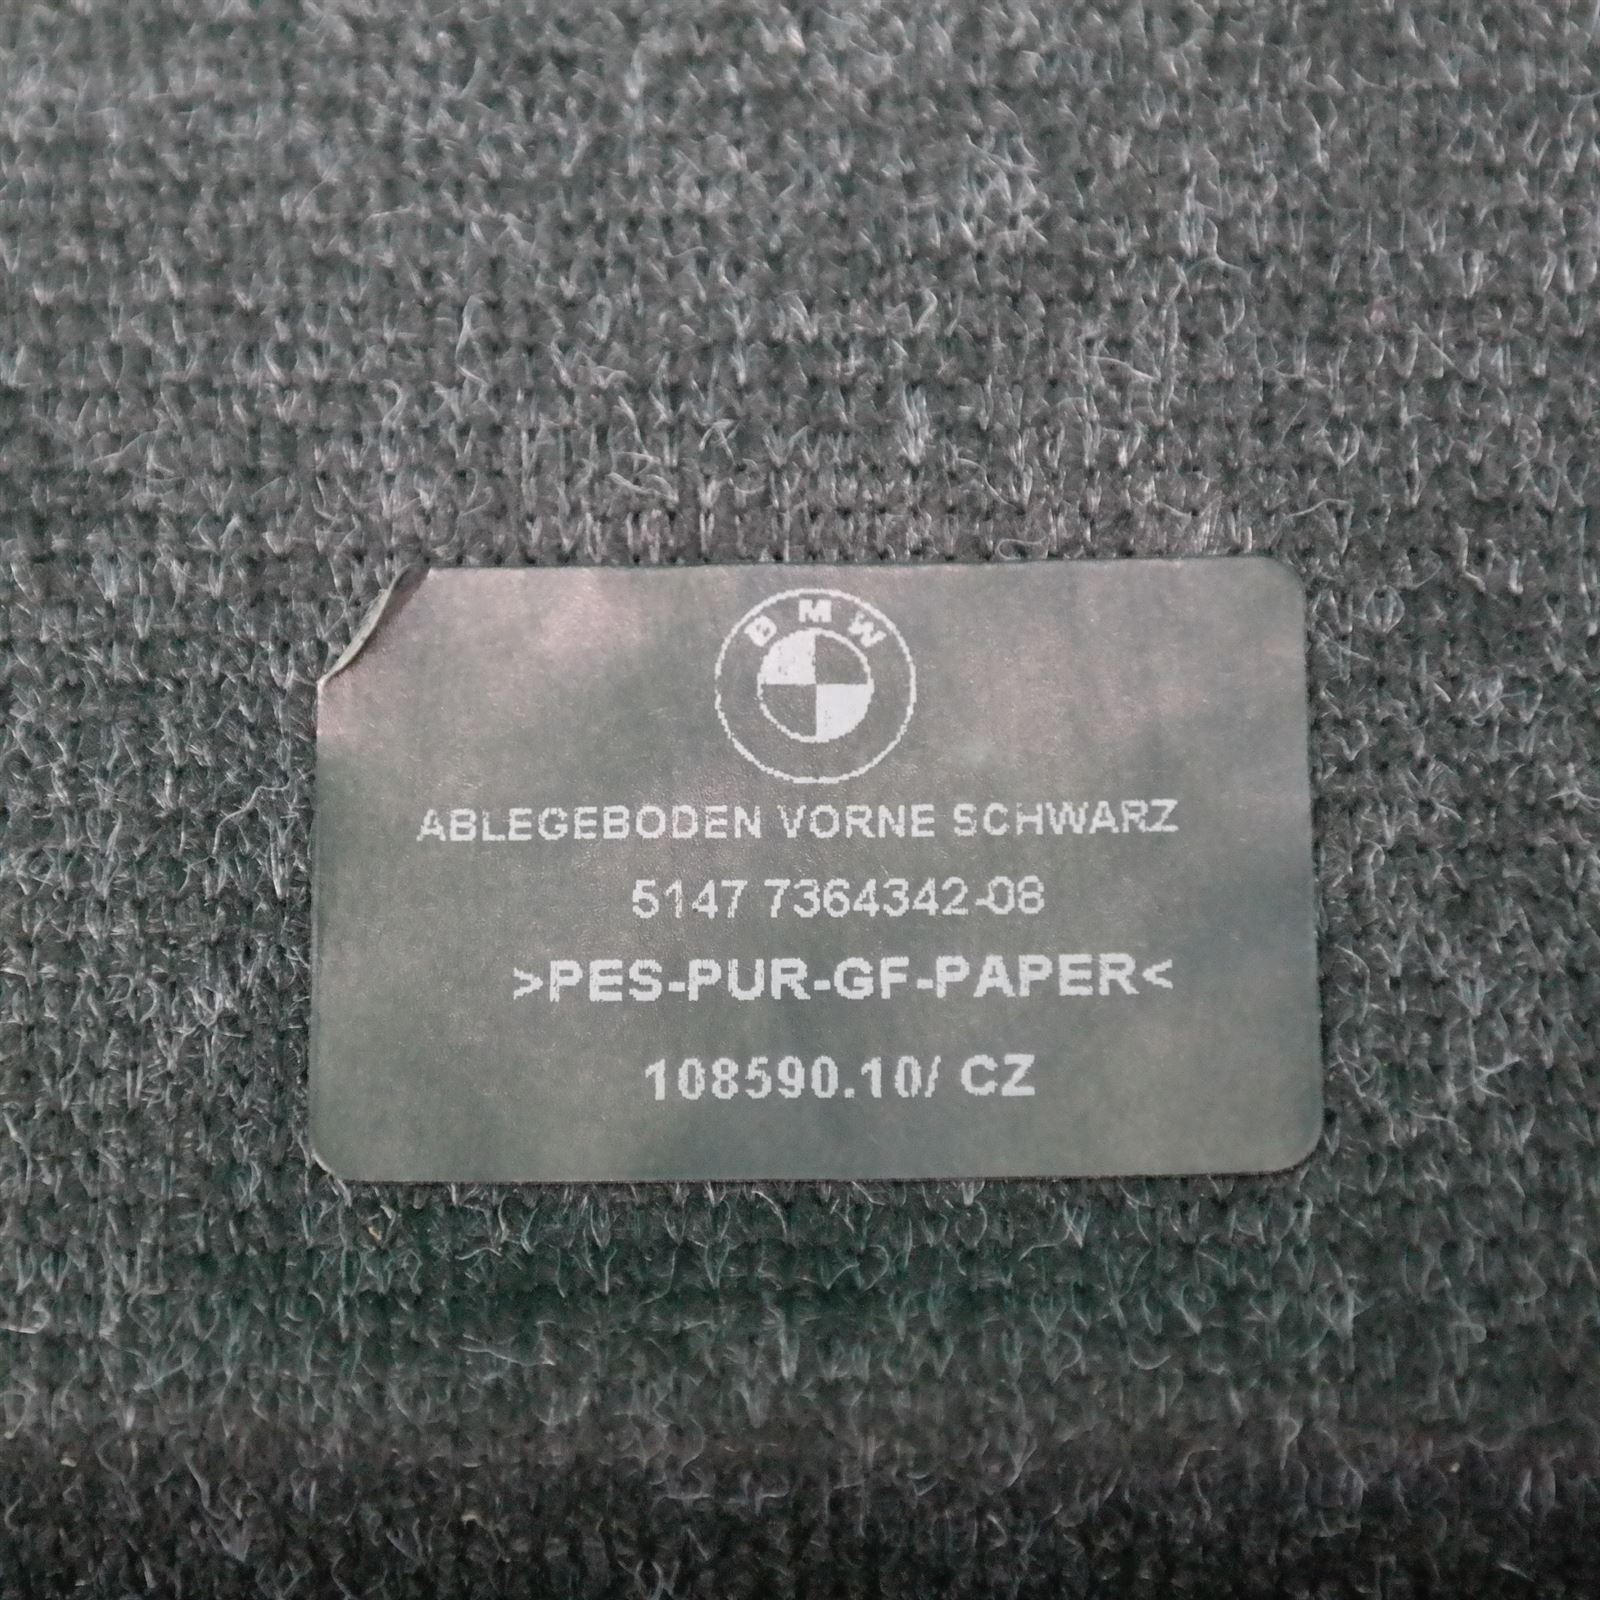 BMW
ABLEGEBODEN VORNE SCHWARZ
5147 7364342-08
>PES-PUR-GF-PAPER<
108590.10/ CZ